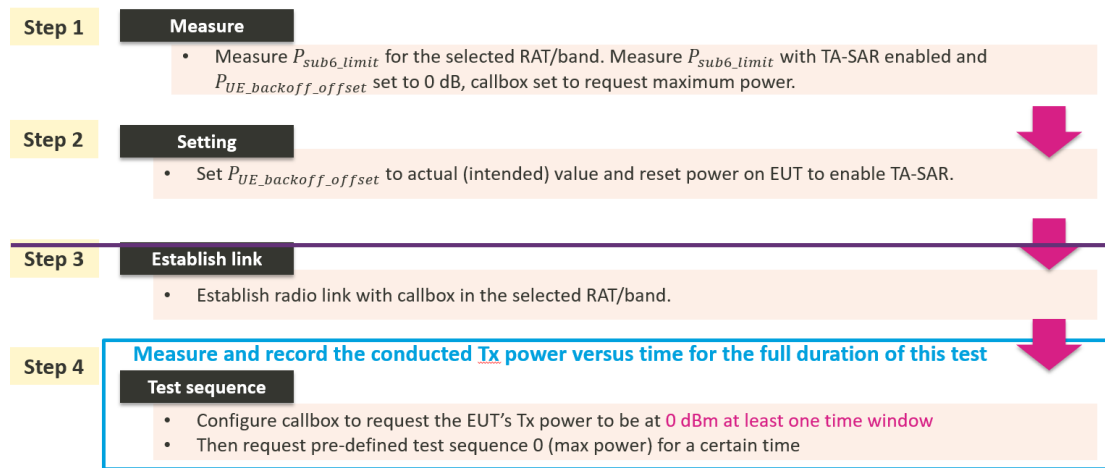 Step 1
Measure
• Measure P_sub6_limit for the selected RAT/band. Measure P_sub6_limit with TA-SAR enabled and
P_UE_backoff_offset set to 0 dB, callbox set to request maximum power.
Step 2
Setting
• Set P_UE_backoff_offset to actual (intended) value and reset power on EUT to enable TA-SAR.
Step 3
Establish link
• Establish radio link with callbox in the selected RAT/band.
Step 4
Measure and record the conducted Tx power versus time for the full duration of this test
Test sequence
• Configure callbox to request the EUT’s Tx power to be at 0 dBm at least one time window
• Then request pre-defined test sequence 0 (max power) for a certain time